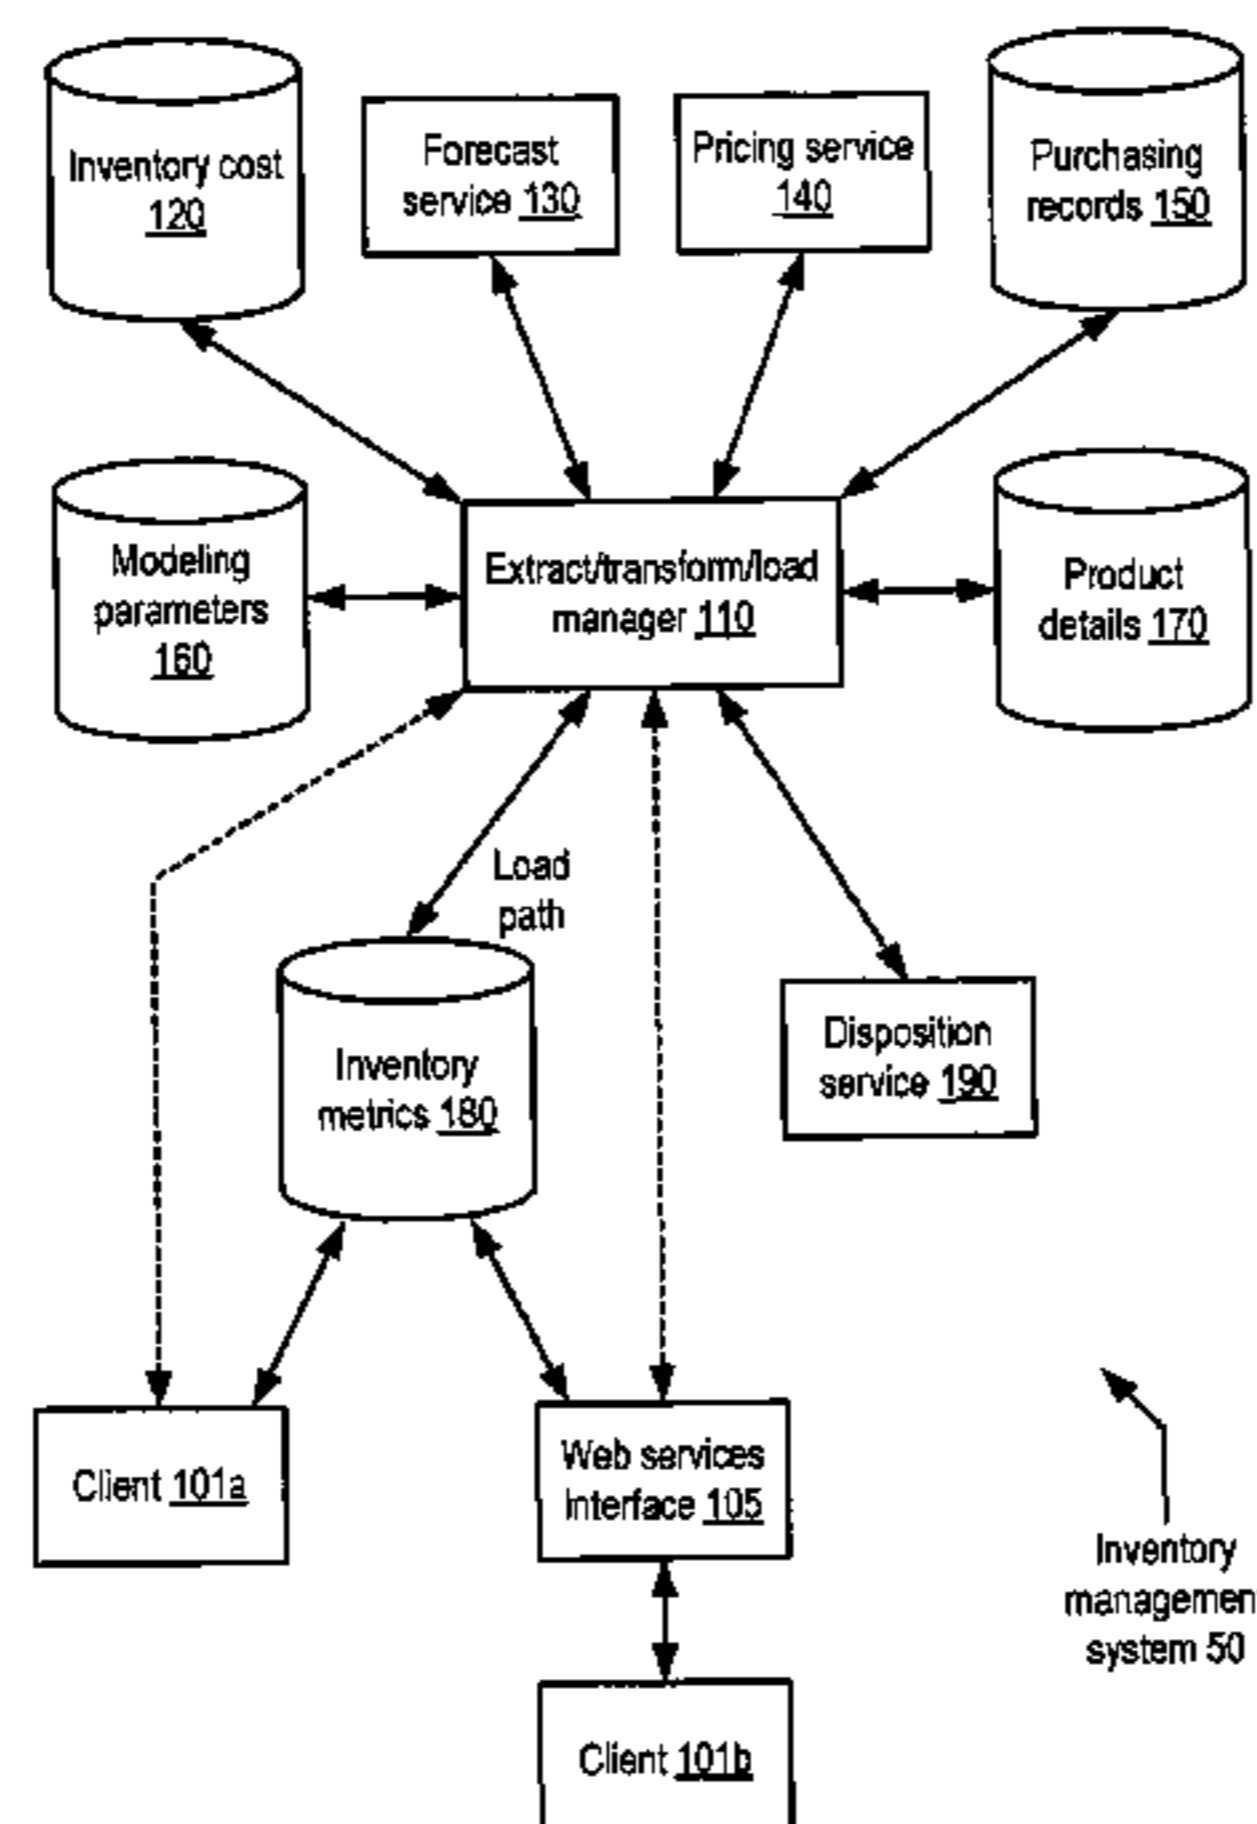 Inventory cost
120
Forecast
service 130
Pricing service
140
Purchasing
records 150
Modeling
parameters
160
Extract/transform/load
manager 110
Product
details 170
Load
path
Inventory
metrics 180
Disposition
service 190
Client 101a
Web services
interface 105
Inventory
managemen
system 50
Client 101b